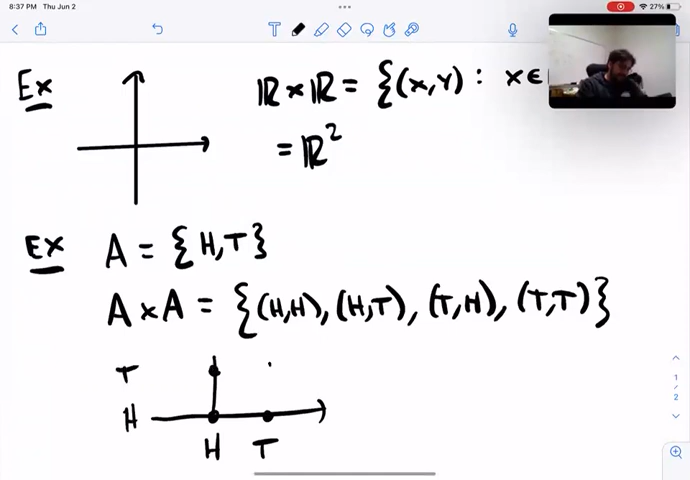 8:37 PM Thu Jun 2
27%
Ex
ℝ × ℝ = {(x,y) : x ∈
= ℝ²
Ex A = {H,T}
A × A = {(H,H), (H,T), (T,H), (T,T)}
T
H
H T
1
/
2